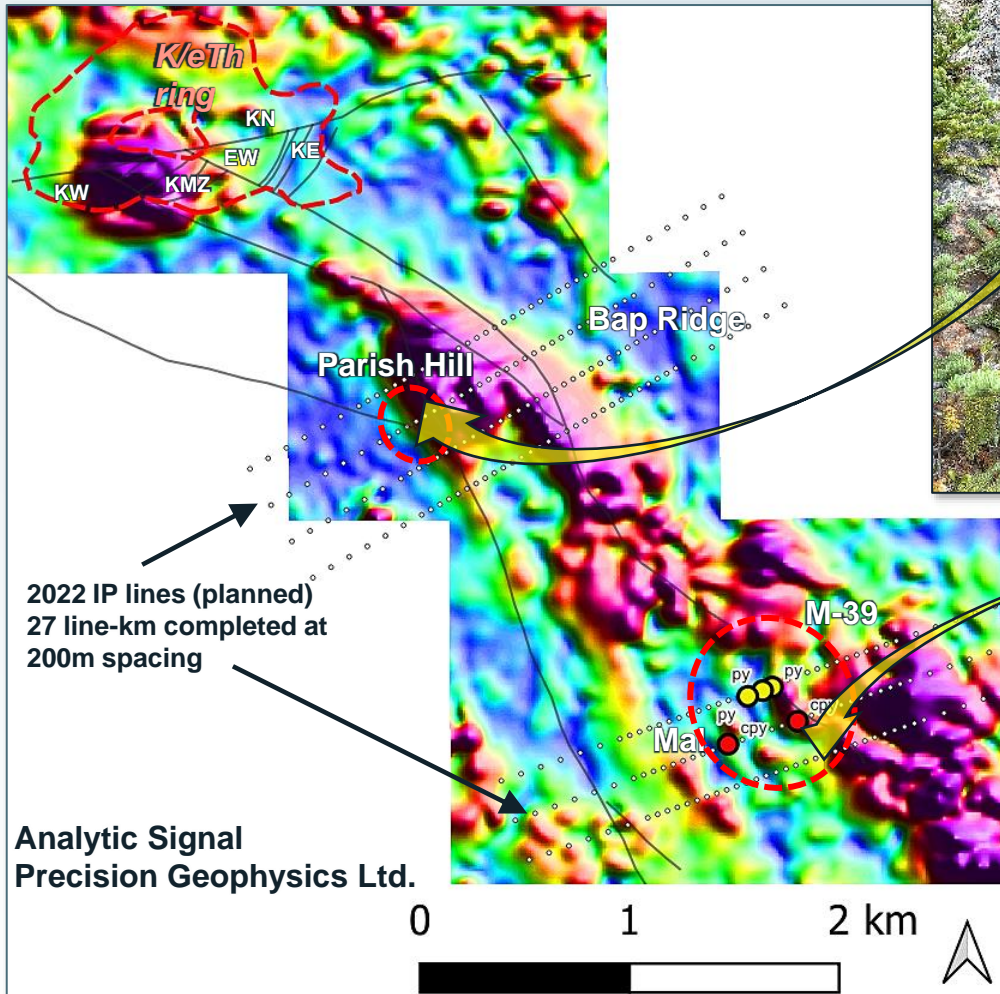 K/eTh
ring
KN
EW
KE
KW
KMZ
Bap Ridge
Parish Hill
2022 IP lines (planned)
27 line-km completed at
200m spacing
M-39
py
py
py
cpy
cpy
Mal
Analytic Signal
Precision Geophysics Ltd.
0 1 2 km